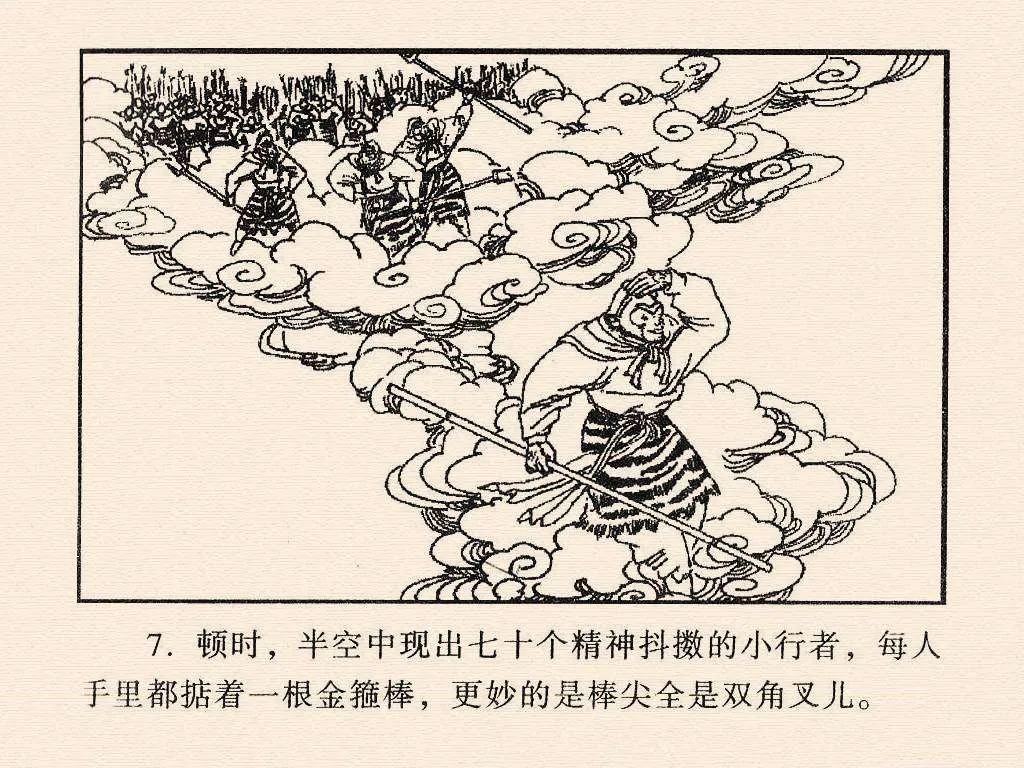 7. 顿时，半空中现出七十个精神抖擞的小行者，每人
手里都掂着一根金箍棒，更妙的是棒尖全是双角叉儿。